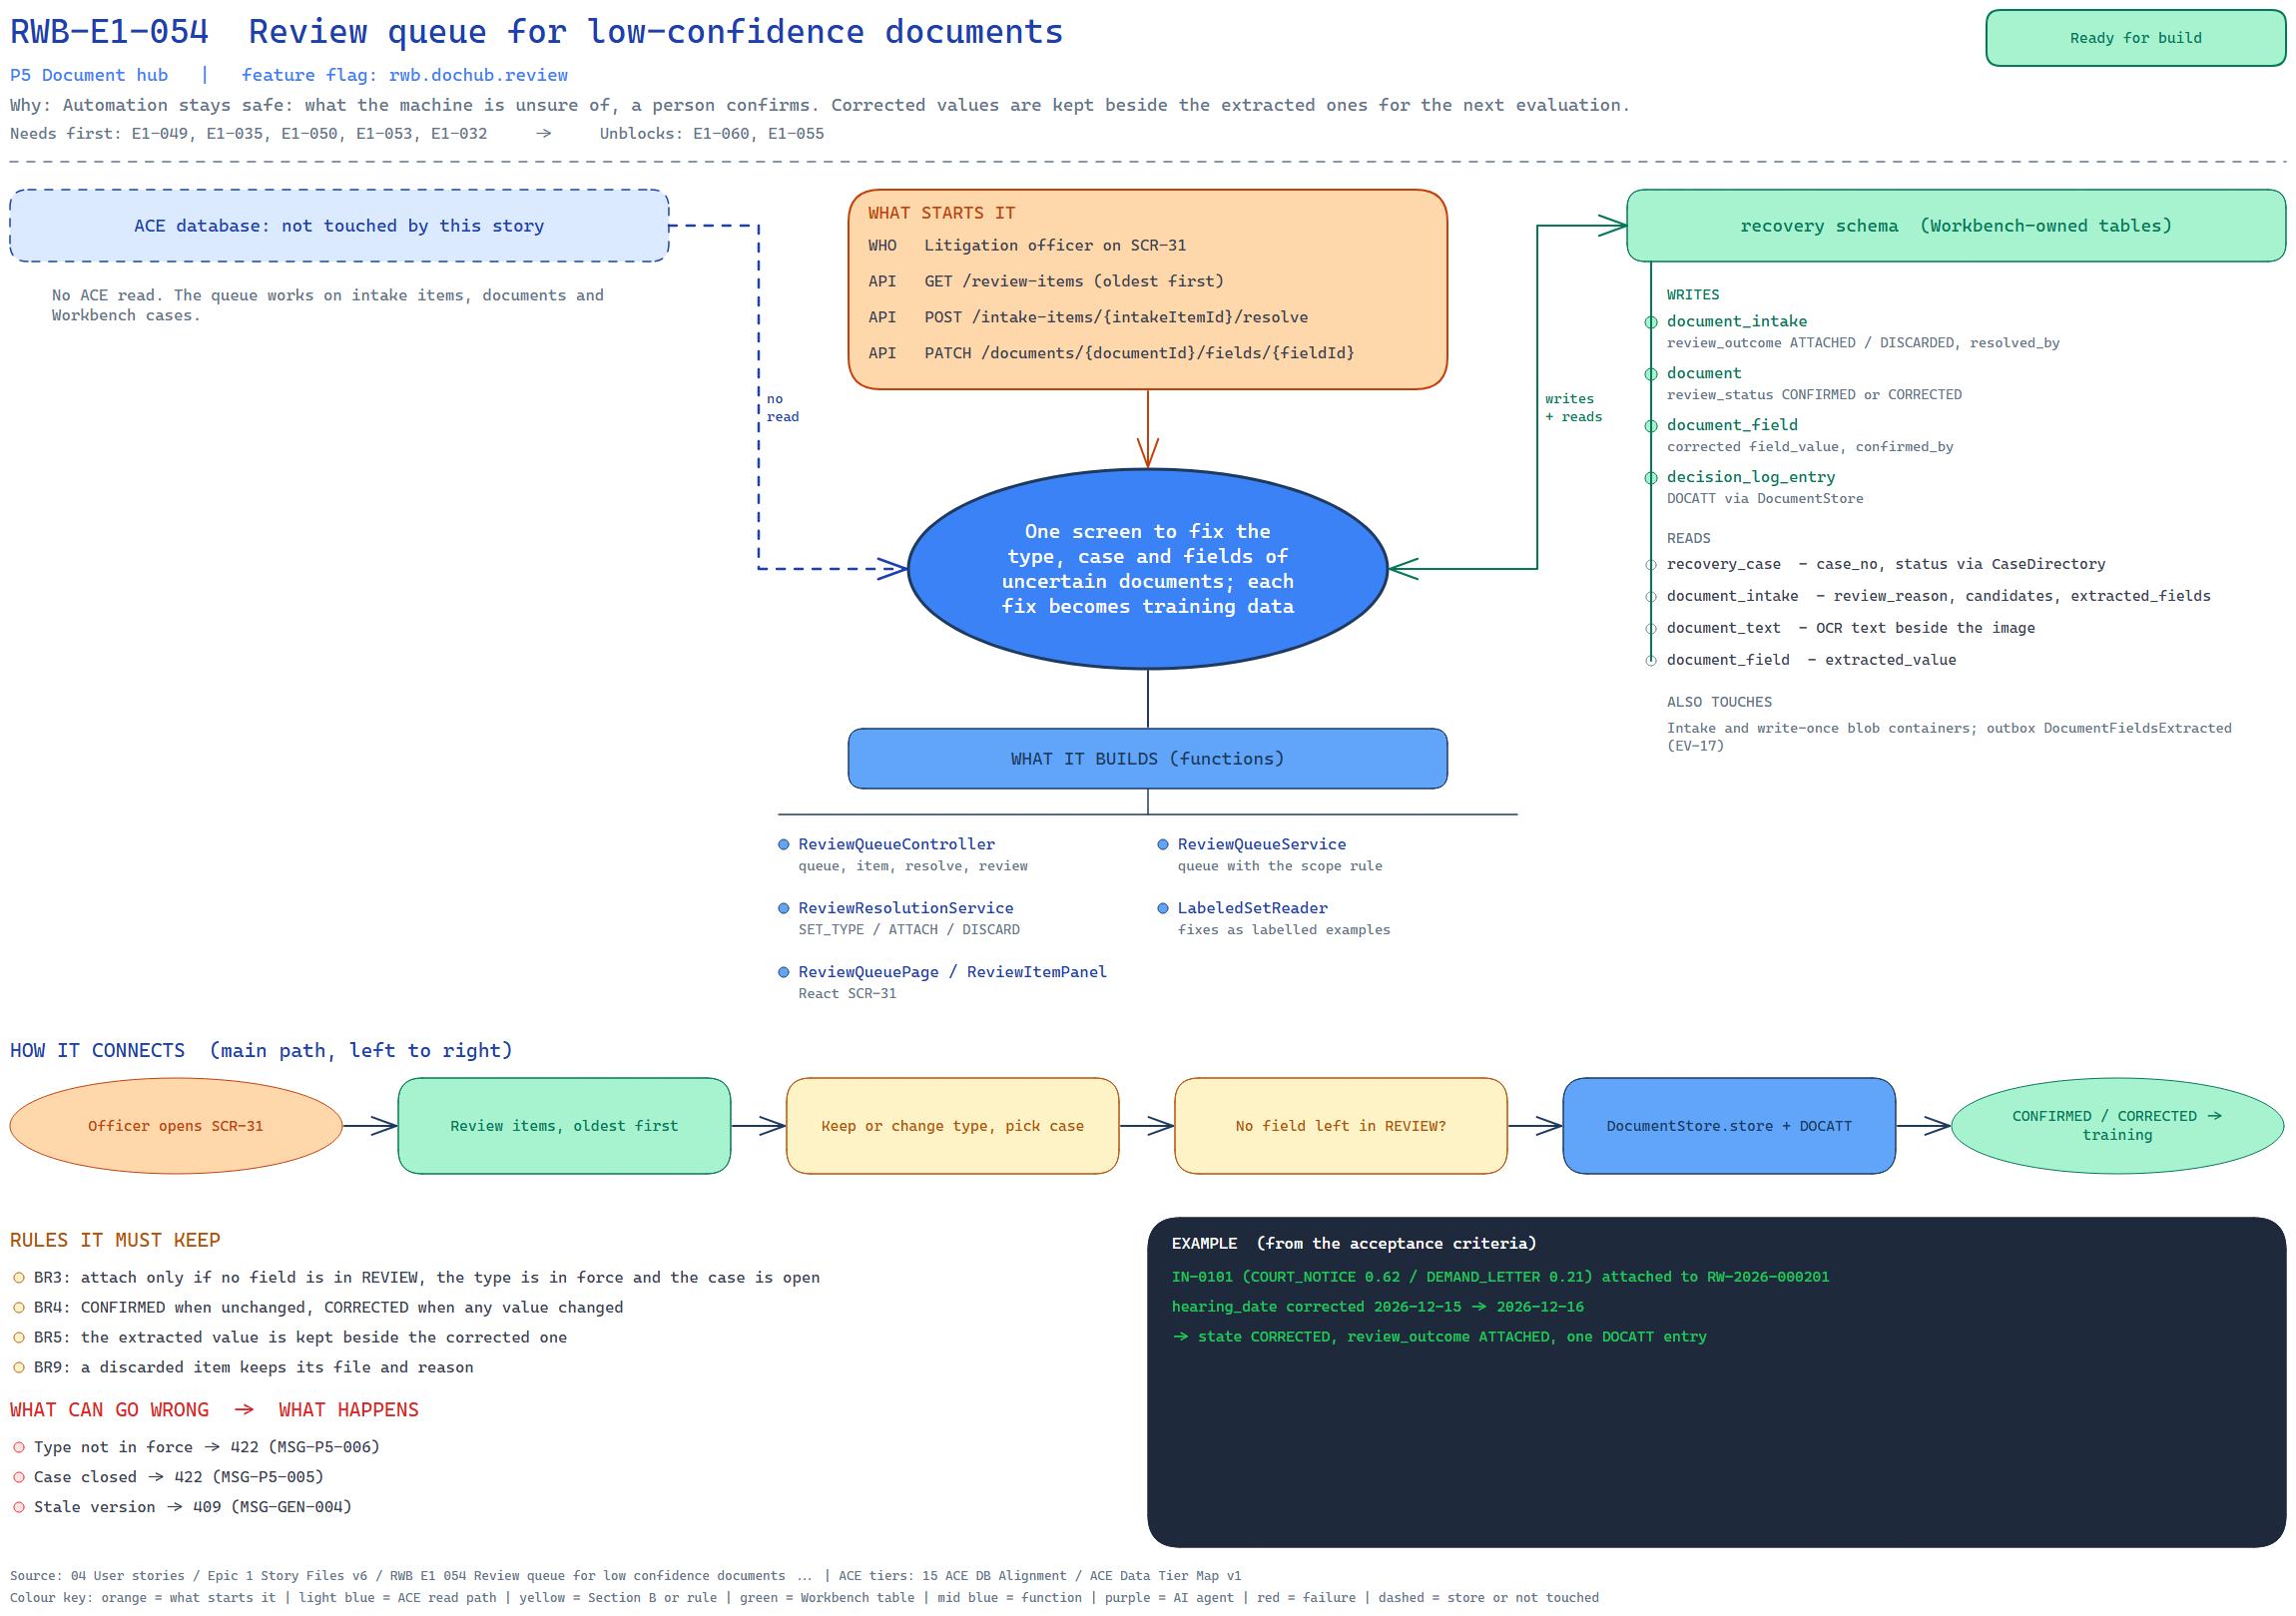 RWB-E1-054  Review queue for low-confidence documents
Ready for build
P5 Document hub  |  feature flag: rwb.dochub.review
Why: Automation stays safe: what the machine is unsure of, a person confirms. Corrected values are kept beside the extracted ones for the next evaluation.
Needs first: E1-049, E1-035, E1-050, E1-053, E1-032  →  Unblocks: E1-060, E1-055
ACE database: not touched by this story
No ACE read. The queue works on intake items, documents and
Workbench cases.
no
read
WHAT STARTS IT
WHO  Litigation officer on SCR-31
API  GET /review-items (oldest first)
API  POST /intake-items/{intakeItemId}/resolve
API  PATCH /documents/{documentId}/fields/{fieldId}
writes
+ reads
recovery schema  (Workbench-owned tables)
WRITES
document_intake
review_outcome ATTACHED / DISCARDED, resolved_by
document
review_status CONFIRMED or CORRECTED
document_field
corrected field_value, confirmed_by
decision_log_entry
DOCATT via DocumentStore
READS
recovery_case  - case_no, status via CaseDirectory
document_intake  - review_reason, candidates, extracted_fields
document_text  - OCR text beside the image
document_field  - extracted_value
ALSO TOUCHES
Intake and write-once blob containers; outbox DocumentFieldsExtracted
(EV-17)
One screen to fix the
type, case and fields of
uncertain documents; each
fix becomes training data
WHAT IT BUILDS (functions)
ReviewQueueController
queue, item, resolve, review
ReviewQueueService
queue with the scope rule
ReviewResolutionService
SET_TYPE / ATTACH / DISCARD
LabeledSetReader
fixes as labelled examples
ReviewQueuePage / ReviewItemPanel
React SCR-31
HOW IT CONNECTS  (main path, left to right)
Officer opens SCR-31
Review items, oldest first
Keep or change type, pick case
No field left in REVIEW?
DocumentStore.store + DOCATT
CONFIRMED / CORRECTED →
training
RULES IT MUST KEEP
BR3: attach only if no field is in REVIEW, the type is in force and the case is open
BR4: CONFIRMED when unchanged, CORRECTED when any value changed
BR5: the extracted value is kept beside the corrected one
BR9: a discarded item keeps its file and reason
WHAT CAN GO WRONG  →  WHAT HAPPENS
Type not in force → 422 (MSG-P5-006)
Case closed → 422 (MSG-P5-005)
Stale version → 409 (MSG-GEN-004)
EXAMPLE  (from the acceptance criteria)
IN-0101 (COURT_NOTICE 0.62 / DEMAND_LETTER 0.21) attached to RW-2026-000201
hearing_date corrected 2026-12-15 → 2026-12-16
→ state CORRECTED, review_outcome ATTACHED, one DOCATT entry
Source: 04 User stories / Epic 1 Story Files v6 / RWB E1 054 Review queue for low confidence documents ... | ACE tiers: 15 ACE DB Alignment / ACE Data Tier Map v1
Colour key: orange = what starts it | light blue = ACE read path | yellow = Section B or rule | green = Workbench table | mid blue = function | purple = AI agent | red = failure | dashed = store or not touched